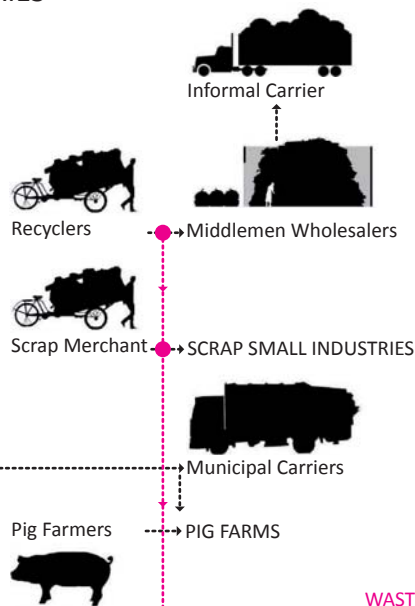 Informal Carrier
Recyclers
Middlemen Wholesalers
Scrap Merchant
SCRAP SMALL INDUSTRIES
Municipal Carriers
Pig Farmers
PIG FARMS
WAST